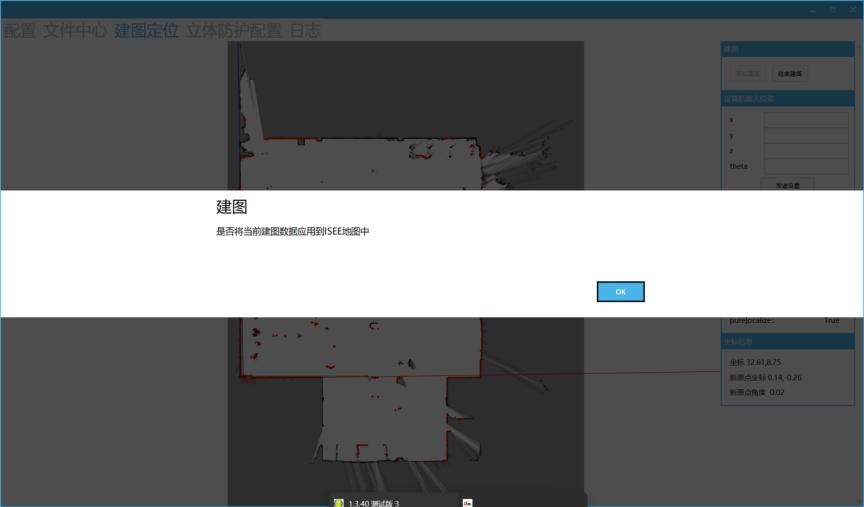 配置 文件中心 建图定位 立体防护配置 日志
建图
开始建图 结束建图
设置机器人位姿
x
y
z
theta
发送设置
建图
是否将当前建图数据应用到ISEE地图中
OK
purelocalize: True
坐标信息
坐标 32.61,8.75
新原点坐标 0.14,-0.26
新原点角度 0.02
1.3.40 测试版 3